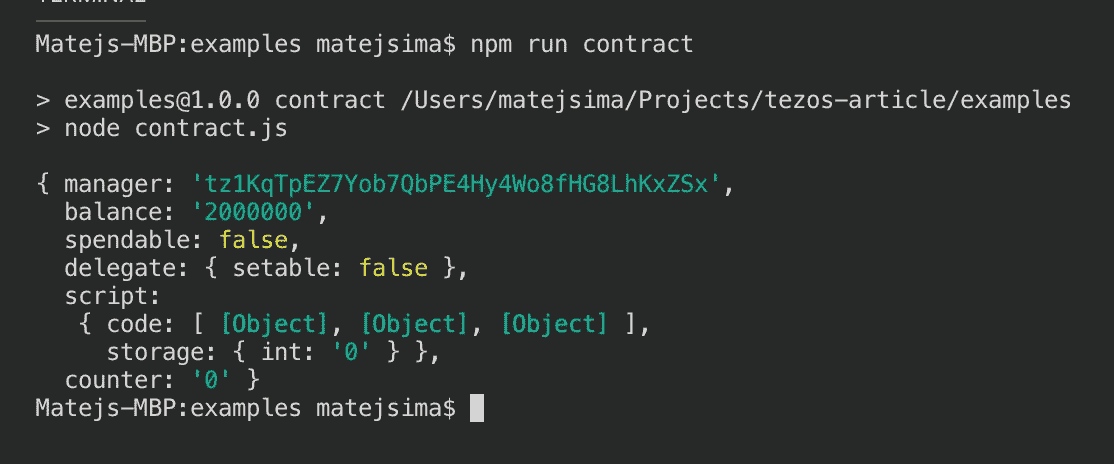 TERMINAL
Matejs-MBP:examples matejsima$ npm run contract
> examples@1.0.0 contract /Users/matejsima/Projects/tezos-article/examples
> node contract.js
{ manager: 'tz1KqTpEZ7Yob7QbPE4Hy4Wo8fHG8LhKxZSx',
balance: '2000000',
spendable: false,
delegate: { setable: false },
script:
{ code: [ [Object], [Object], [Object] ],
storage: { int: '0' } },
counter: '0' }
Matejs-MBP:examples matejsima$